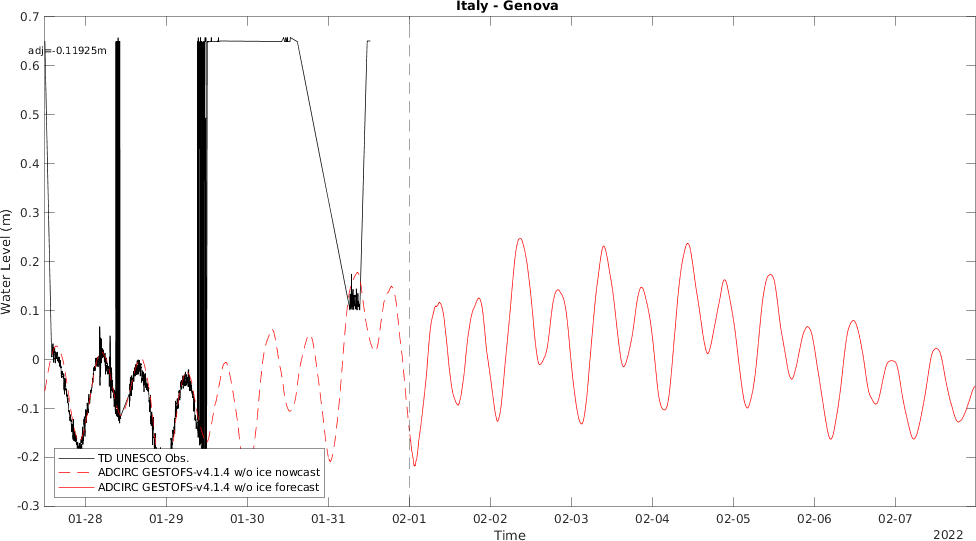 Italy - Genova
adj=-0.11925m
0.7
0.6
0.5
0.4
0.3
0.2
0.1
0
-0.1
-0.2
-0.3
Water Level (m)
TD UNESCO Obs.
ADCIRC GESTOFS-v4.1.4 w/o ice nowcast
ADCIRC GESTOFS-v4.1.4 w/o ice forecast
01-28 01-29 01-30 01-31 02-01 02-02 02-03 02-04 02-05 02-06 02-07
Time
2022